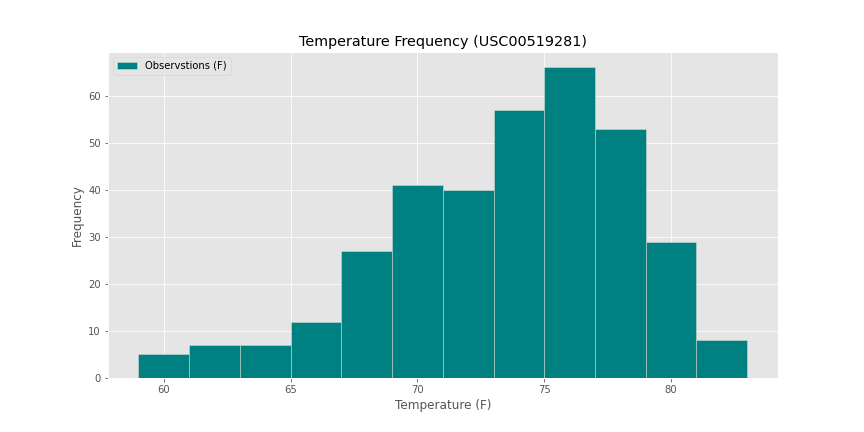 Temperature Frequency (USC00519281)
Observstions (F)
60
50
40
30
20
10
0
Frequency
60 65 70 75 80
Temperature (F)